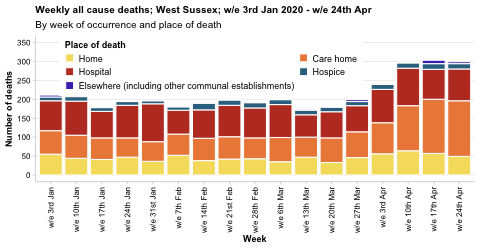 Weekly all cause deaths; West Sussex; w/e 3rd Jan 2020 - w/e 24th Apr
By week of occurrence and place of death
Place of death
Home
Care home
Hospital
Hospice
Elsewhere (including other communal establishments)
Number of deaths
350
300
250
200
150
100
50
0
w/e 3rd Jan
w/e 10th Jan
w/e 17th Jan
w/e 24th Jan
w/e 31st Jan
w/e 7th Feb
w/e 14th Feb
w/e 21st Feb
w/e 28th Feb
w/e 6th Mar
w/e 13th Mar
w/e 20th Mar
w/e 27th Mar
w/e 3rd Apr
w/e 10th Apr
w/e 17th Apr
w/e 24th Apr
Week